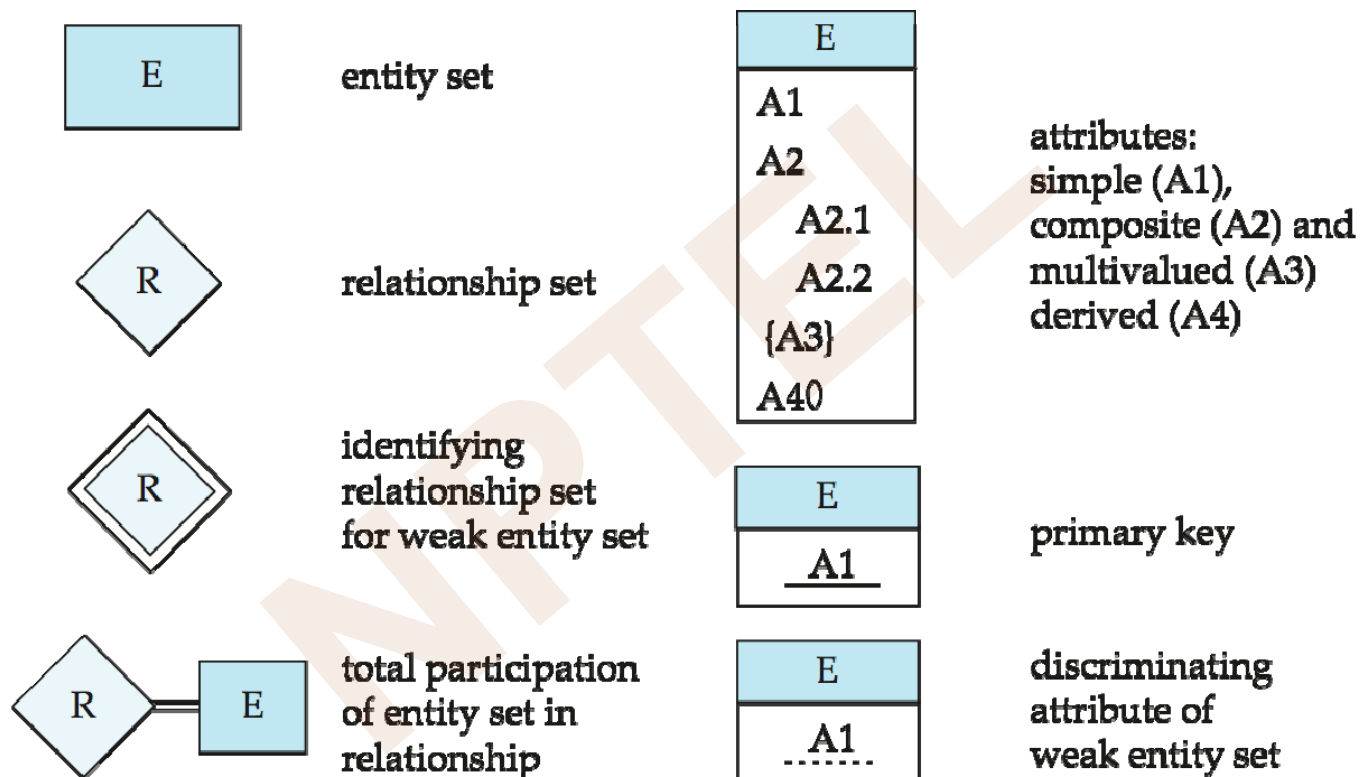 E
entity set
R
relationship set
R
identifying
relationship set
for weak entity set
R
E
total participation
of entity set in
relationship
E
A1
A2
A2.1
A2.2
{A3}
A40
attributes:
simple (A1),
composite (A2) and
multivalued (A3)
derived (A4)
E
A1
primary key
E
A1
discriminating
attribute of
weak entity set
NPTEL